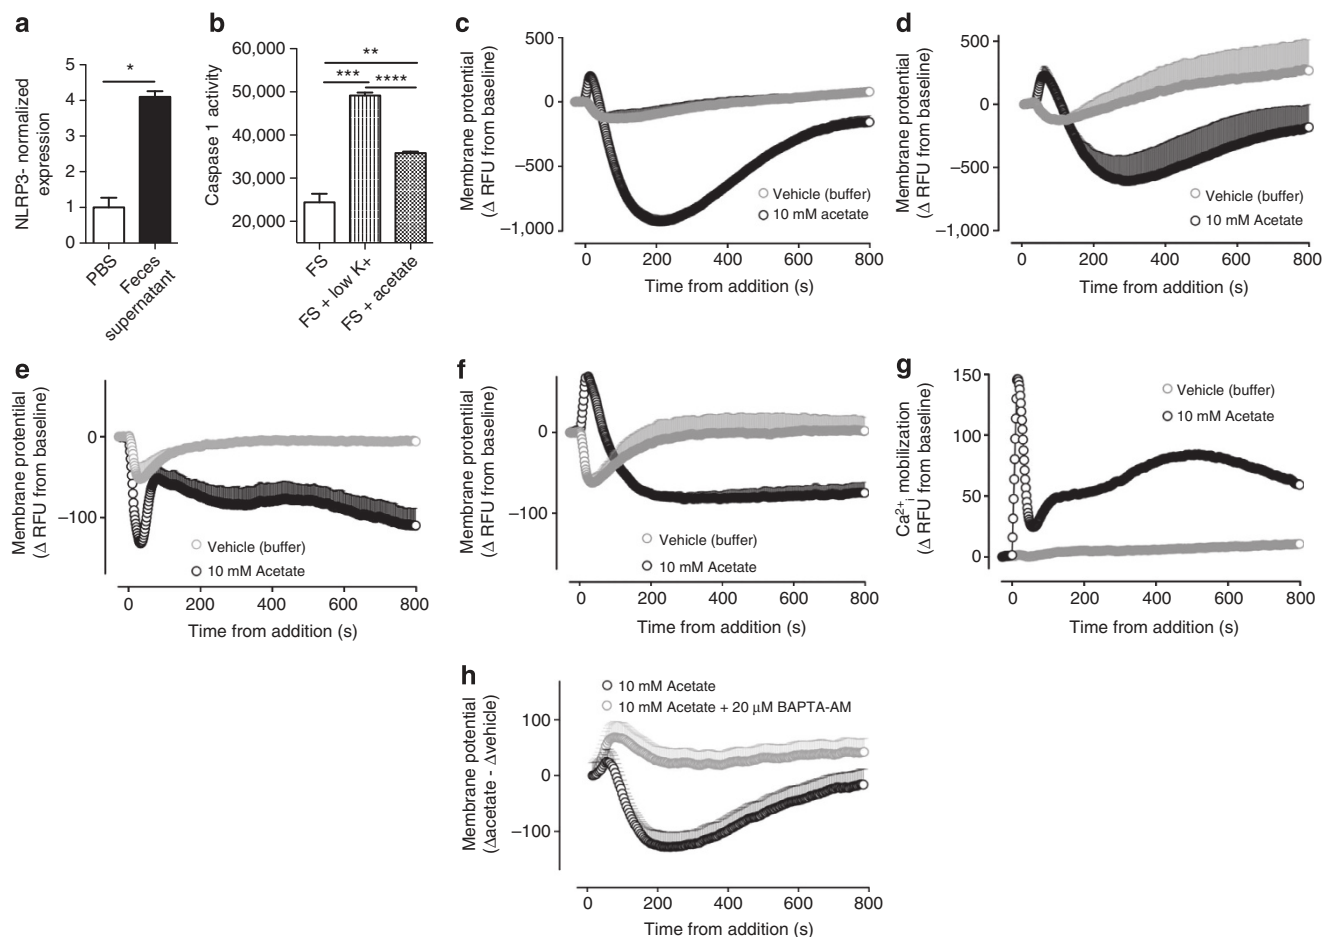 a
NLRP3- normalized
expression
5
4
3
2
1
0
*
PBS
Feces
supernatant
b
Caspase 1 activity
60,000
50,000
40,000
30,000
20,000
**
*** ****
FS
FS + low K+
FS + acetate
c
Membrane potential
(Δ RFU from baseline)
500
0
−500
−1,000
Vehicle (buffer)
10 mM acetate
0 200 400 600 800
Time from addition (s)
d
Membrane potential
(Δ RFU from baseline)
500
0
−500
−1,000
Vehicle (buffer)
10 mM Acetate
0 200 400 600 800
Time from addition (s)
e
Membrane potenital
(Δ RFU from baseline)
0
−100
Vehicle (buffer)
10 mM Acetate
0 200 400 600 800
Time from addition (s)
f
Membrane potential
(Δ RFU from baseline)
0
−100
Vehicle (buffer)
10 mM Acetate
0 200 400 600 800
Time from addition (s)
g
Ca²⁺i mobilization
(Δ RFU from baseline)
150
100
50
0
Vehicle (buffer)
10 mM Acetate
0 200 400 600 800
Time from addition (s)
h
Membrane potential
(Δacetate - Δvehicle)
10 mM Acetate
10 mM Acetate + 20 μM BAPTA-AM
100
0
−100
0 200 400 600 800
Time from addition (s)